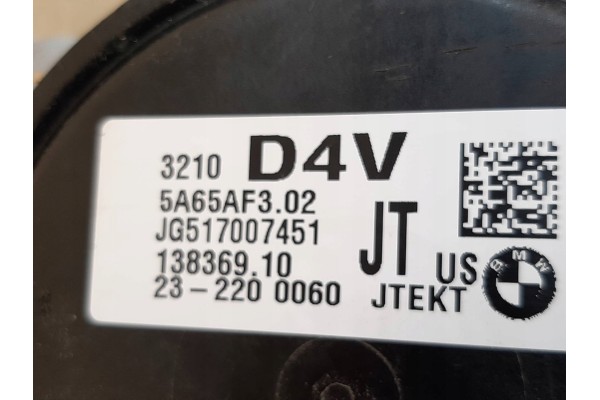 3210 D4V
5A65AF3.02
JG517007451 JT
138369.10 US BMW
23-220 0060 JTEKT